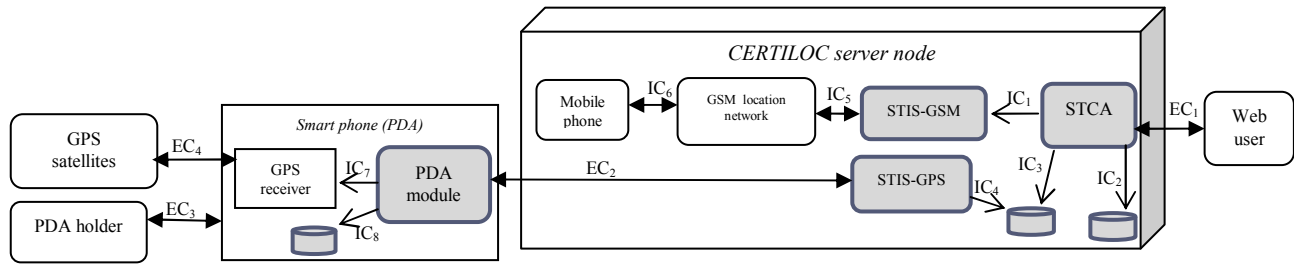 CERTILOC server node
Mobile
phone
IC6
GSM location
network
IC5
STIS-GSM
IC1
STCA
EC1
Web
user
IC3
IC2
STIS-GPS
IC4
EC2
Smart phone (PDA)
GPS
satellites
EC4
GPS
receiver
IC7
PDA
module
IC8
PDA holder
EC3